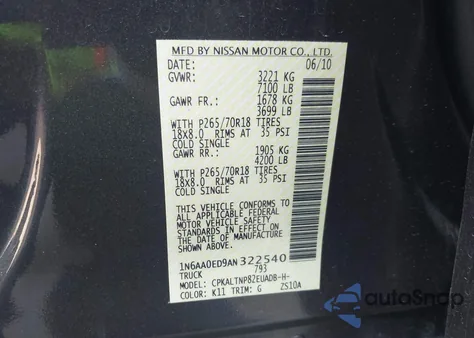 MFD BY NISSAN MOTOR CO., LTD.
DATE: 06/10
GVWR: 3221 KG
7100 LB
GAWR FR.: 1678 KG
3699 LB
WITH P265/70R18 TIRES
18x8.0 RIMS AT 35 PSI
COLD SINGLE
GAWR RR.: 1905 KG
4200 LB
WITH P265/70R18 TIRES
18x8.0 RIMS AT 35 PSI
COLD SINGLE
THIS VEHICLE CONFORMS TO ALL
APPLICABLE FEDERAL
MOTOR VEHICLE SAFETY
STANDARDS IN EFFECT ON THE
DATE OF MANUFACTURE
SHOWN ABOVE.
1N6AA0ED9AN322540
TRUCK 793
MODEL: CPKALTNP82EUADB-H-
COLOR: K11 TRIM: G ZS10A
autoSnap